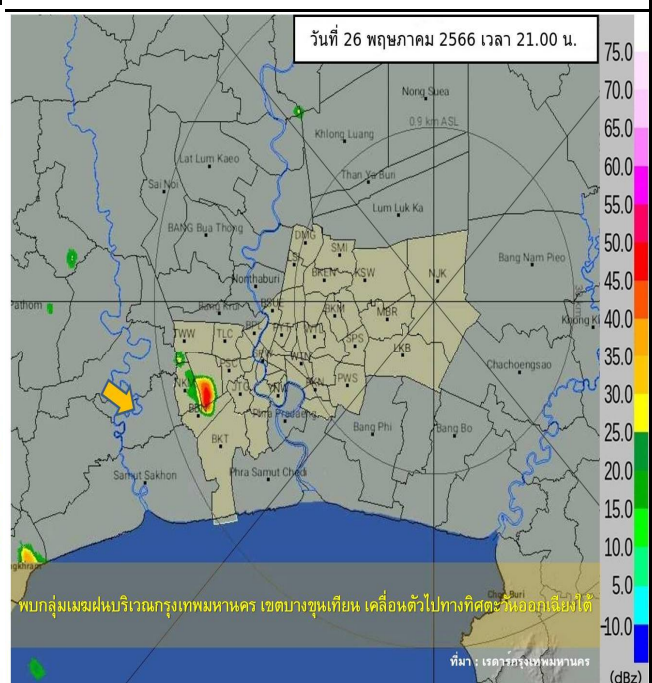 วันที่ 26 พฤษภาคม 2566 เวลา 21.00 น.
75.0
70.0
65.0
60.0
55.0
50.0
45.0
40.0
35.0
30.0
25.0
20.0
15.0
10.0
5.0
-10.0
(dBz)
Nong Suea
0.9 km ASL
Khlong Luang
Lat Lum Kaeo
Than Ya Buri
Sai Noi
Lum Luk Ka
BANG Bua Thong
DMG
SMI
Bang Nam Pieo
BKEN
KSW
NJK
Nonthaburi
BKM
MBR
TWW
TLC
SPS
LKB
Chachoengsao
WTN
PWS
JTG
Phra Pradaeng
Bang Phi
Bang Bo
BKT
Samut Sakhon
Phra Samut Chedi
พบกลุ่มเมฆฝนบริเวณกรุงเทพมหานคร เขตบางขุนเทียน เคลื่อนตัวไปทางทิศตะวันออกเฉียงใต้
ที่มา : เรดาร์กรุงเทพมหานคร